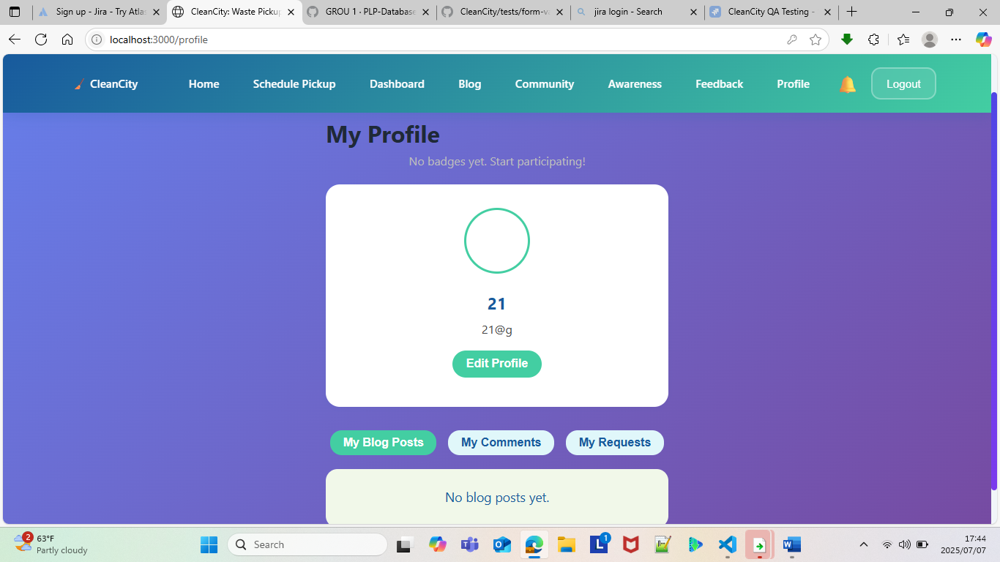 Sign up - Jira - Try Atlas
CleanCity: Waste Pickup
GROU 1 · PLP-Database
CleanCity/tests/form-va
jira login - Search
CleanCity QA Testing -
localhost:3000/profile
CleanCity
Home
Schedule Pickup
Dashboard
Blog
Community
Awareness
Feedback
Profile
Logout
My Profile
No badges yet. Start participating!
21
21@g
Edit Profile
My Blog Posts
My Comments
My Requests
No blog posts yet.
2
63°F
Partly cloudy
Search
L
1
17:44
2025/07/07